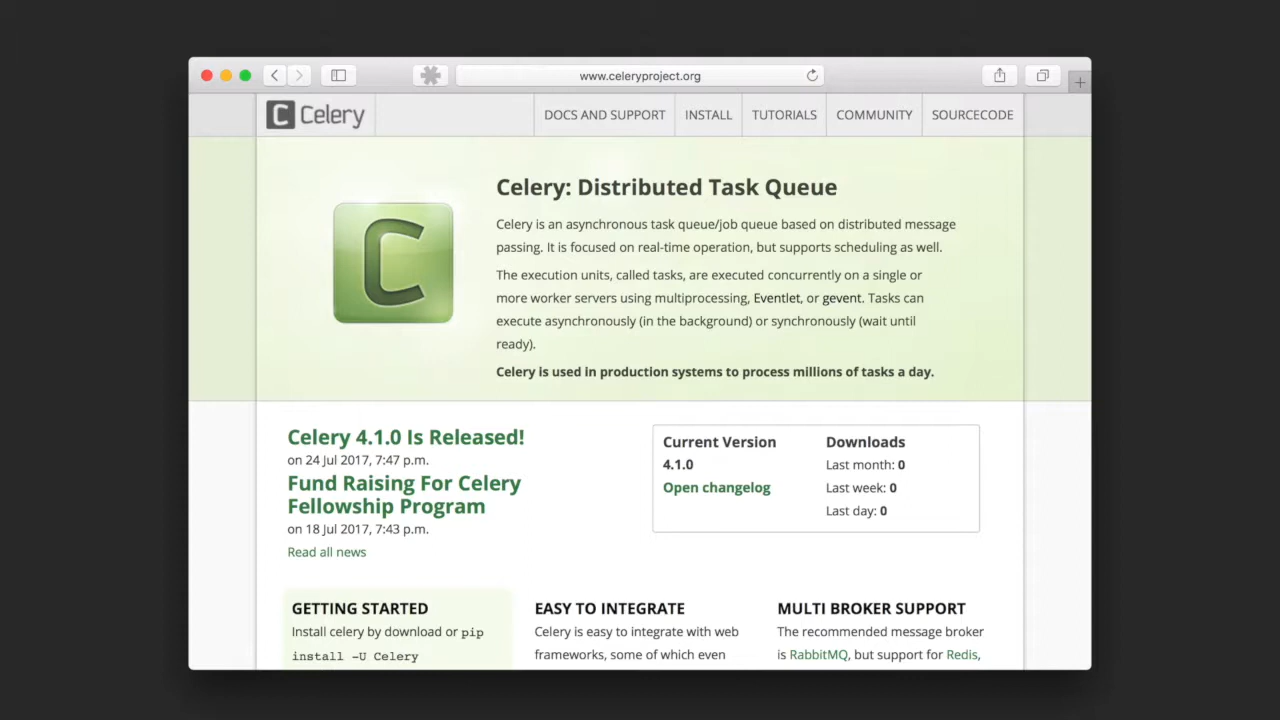 www.celeryproject.org
C Celery
DOCS AND SUPPORT INSTALL TUTORIALS COMMUNITY SOURCECODE
C
Celery: Distributed Task Queue
Celery is an asynchronous task queue/job queue based on distributed message
passing. It is focused on real-time operation, but supports scheduling as well.
The execution units, called tasks, are executed concurrently on a single or
more worker servers using multiprocessing, Eventlet, or gevent. Tasks can
execute asynchronously (in the background) or synchronously (wait until
ready).
Celery is used in production systems to process millions of tasks a day.
Celery 4.1.0 Is Released!
on 24 Jul 2017, 7:47 p.m.
Fund Raising For Celery
Fellowship Program
on 18 Jul 2017, 7:43 p.m.
Read all news
Current Version
4.1.0
Open changelog
Downloads
Last month: 0
Last week: 0
Last day: 0
GETTING STARTED
Install celery by download or pip
install -U Celery
EASY TO INTEGRATE
Celery is easy to integrate with web
frameworks, some of which even
MULTI BROKER SUPPORT
The recommended message broker
is RabbitMQ, but support for Redis,